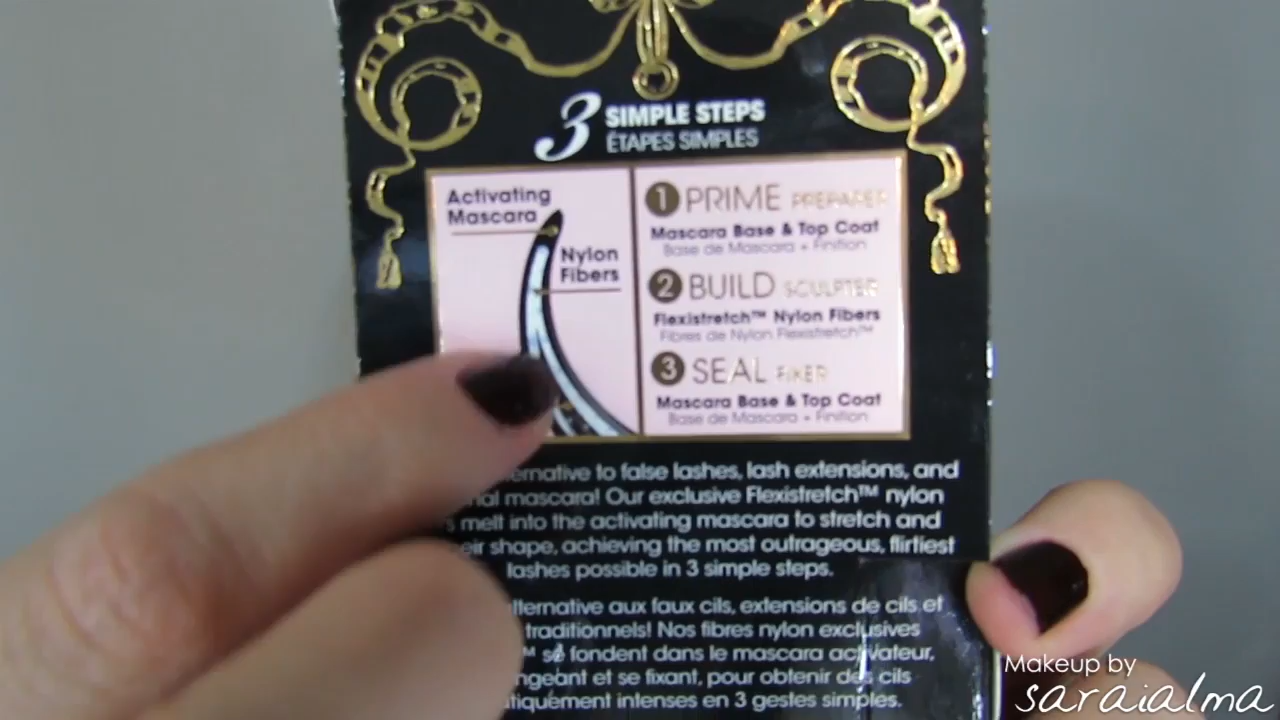 3 SIMPLE STEPS
ÉTAPES SIMPLES
Activating
Mascara
Nylon
Fibers
1 PRIME PRÉPARER
Mascara Base & Top Coat
Base de Mascara + Finition
2 BUILD SCULPTER
Flexistretch™ Nylon Fibers
Fibres de Nylon Flexistretch™
3 SEAL FIXER
Mascara Base & Top Coat
Base de Mascara + Finition
to false lashes, lash extensions, and
mascara! Our exclusive Flexistretch™ nylon
melt into the activating mascara to stretch and
shape, achieving the most outrageous, flirtiest
lashes possible in 3 simple steps.
aux faux cils, extensions de cils et
traditionnels! Nos fibres nylon exclusives
™ se fondent dans le mascara activateur,
et se fixant, pour obtenir des cils
intenses en 3 gestes simples.
Makeup by
saraialma